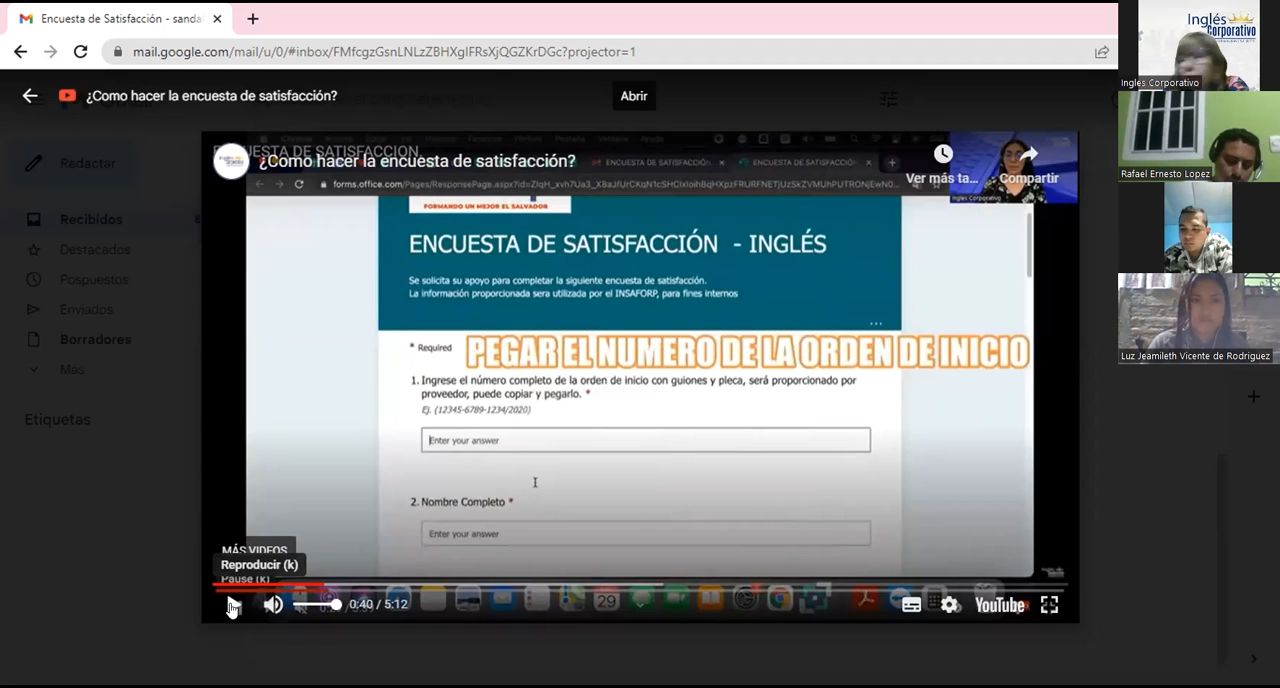 Encuesta de Satisfacción - sanda
mail.google.com/mail/u/0/#inbox/FMfcgzGsnLNLzZBHXgIFRsXjQGZKrDGc?projector=1
¿Como hacer la encuesta de satisfacción?
Abrir
Redactar
Recibidos
Destacados
Pospuestos
Enviados
Borradores
Más
Etiquetas
ENCUESTA DE SATISFACCION
¿Como hacer la encuesta de satisfacción?
ENCUESTA DE SATISFACCIÓN
ENCUESTA DE SATISFACCIÓN
Ver más ta...
Compartir
Ingles Corporativo
FORMANDO UN MEJOR EL SALVADOR
ENCUESTA DE SATISFACCIÓN - INGLÉS
Se solicita su apoyo para completar la siguiente encuesta de satisfacción.
La información proporcionada sera utilizada por el INSAFORP, para fines internos
...
* Required
PEGAR EL NUMERO DE LA ORDEN DE INICIO
1. Ingrese el número completo de la orden de inicio con guiones y pleca, será proporcionado por
proveedor, puede copiar y pegarlo. *
Ej. (12345-6789-1234/2020)
Enter your answer
2. Nombre Completo *
Enter your answer
MÁS VIDEOS
Reproducir (k)
Pause (k)
0:40 / 5:12
29
YouTube
Inglés
Corporativo
Ingles Corporativo
Rafael Ernesto Lopez
Luz Jeamileth Vicente de Rodriguez